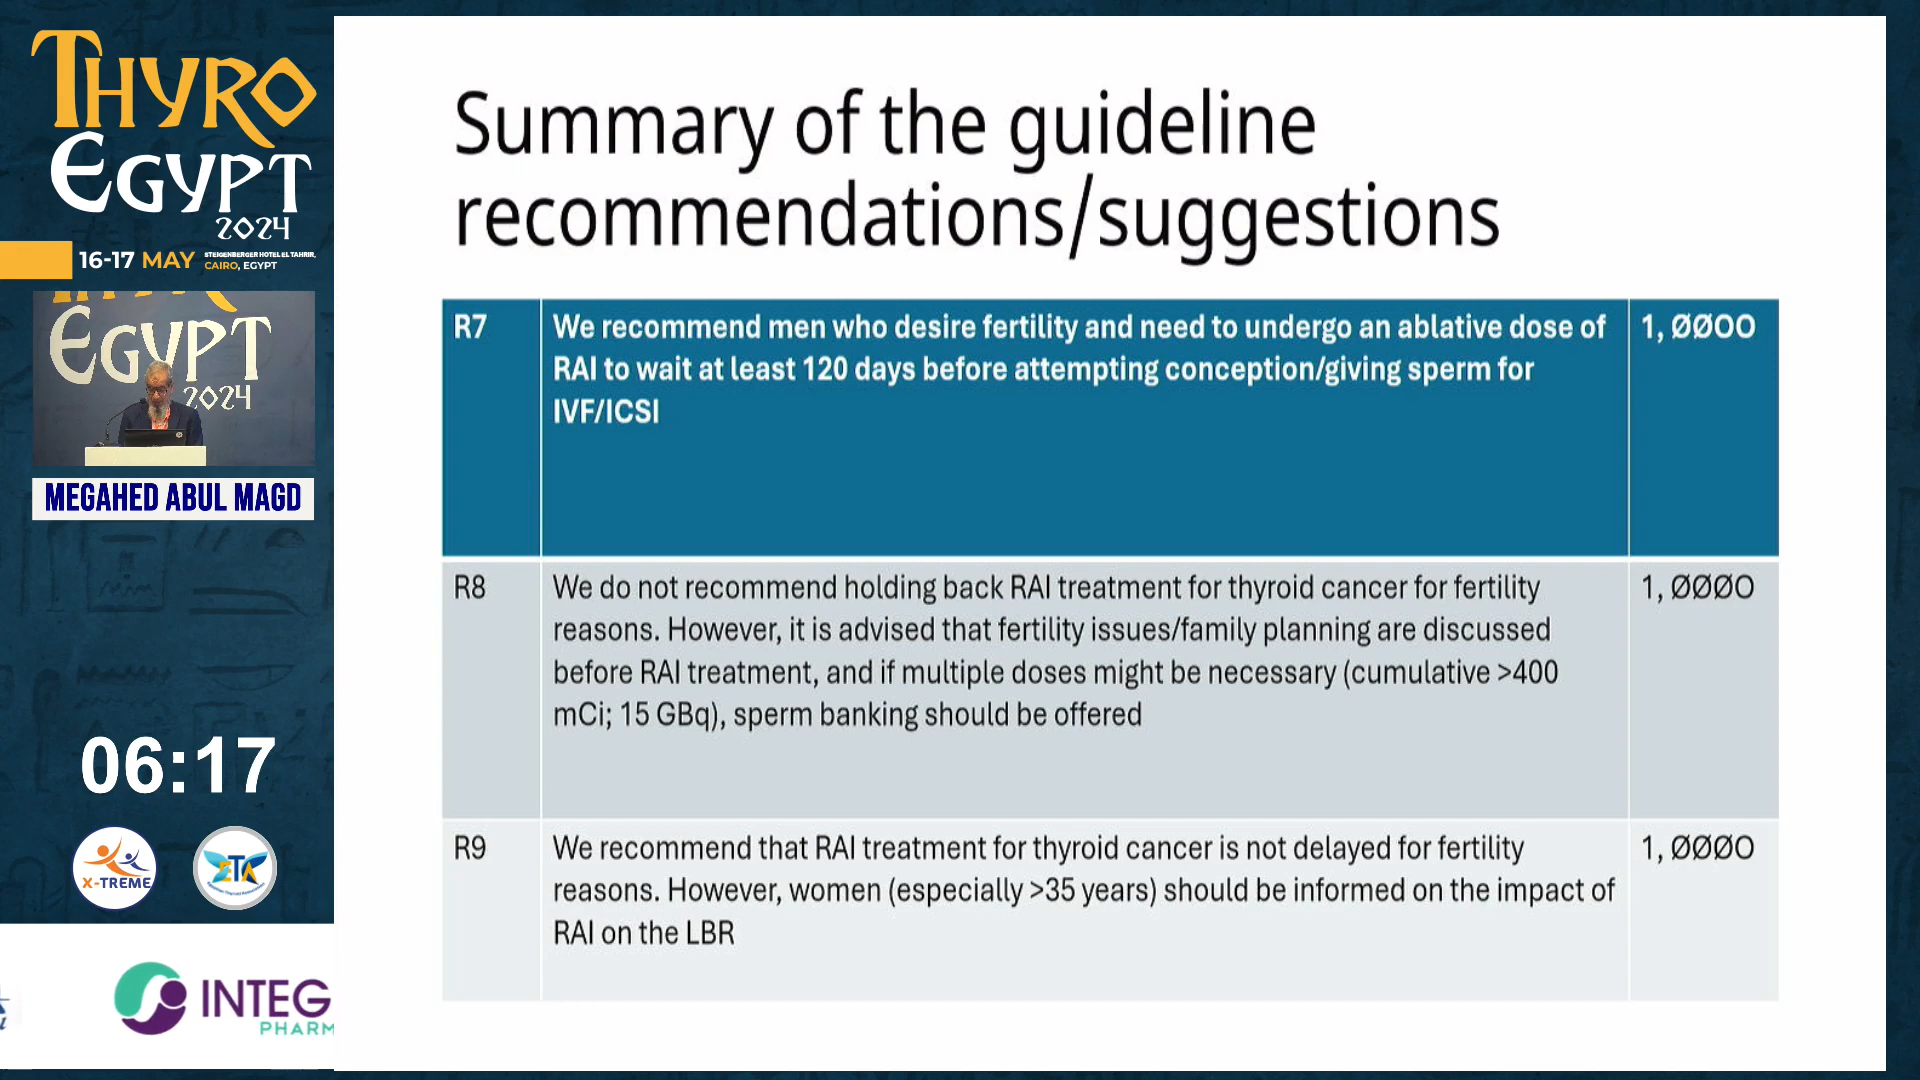 THYRO
EGYPT
2024
16-17 MAY
STEIGENBERGER HOTEL EL TAHRIR,
CAIRO, EGYPT
EGYPT
2024
MEGAHED ABUL MAGD
06:17
X-TREME
ETA
INTEG
PHARM
Summary of the guideline
recommendations/suggestions
R7
We recommend men who desire fertility and need to undergo an ablative dose of
RAI to wait at least 120 days before attempting conception/giving sperm for
IVF/ICSI
1, ØØOO
R8
We do not recommend holding back RAI treatment for thyroid cancer for fertility
reasons. However, it is advised that fertility issues/family planning are discussed
before RAI treatment, and if multiple doses might be necessary (cumulative >400
mCi; 15 GBq), sperm banking should be offered
1, ØØØO
R9
We recommend that RAI treatment for thyroid cancer is not delayed for fertility
reasons. However, women (especially >35 years) should be informed on the impact of
RAI on the LBR
1, ØØØO